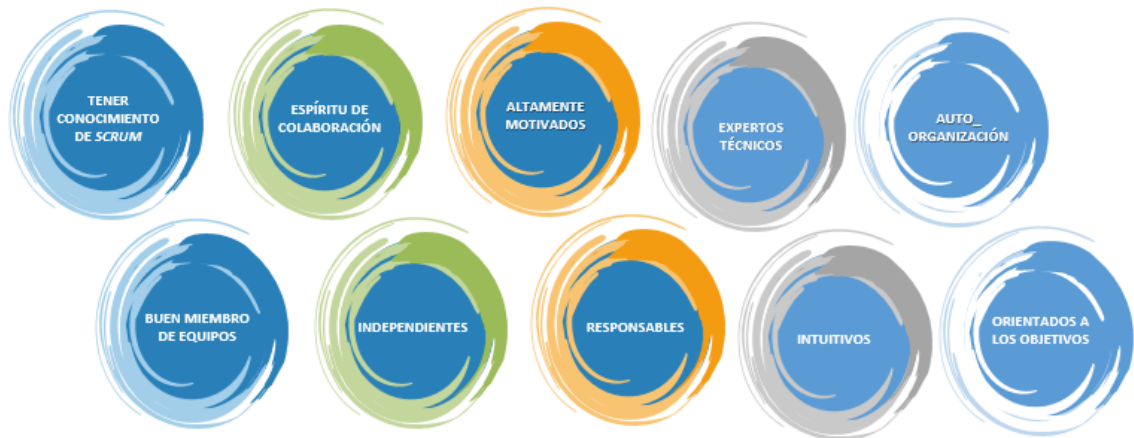 TENER
CONOCIMIENTO
DE SCRUM
ESPÍRITU DE
COLABORACIÓN
ALTAMENTE
MOTIVADOS
EXPERTOS
TÉCNICOS
AUTO_
ORGANIZACIÓN
BUEN MIEMBRO
DE EQUIPOS
INDEPENDIENTES
RESPONSABLES
INTUITIVOS
ORIENTADOS A
LOS OBJETIVOS